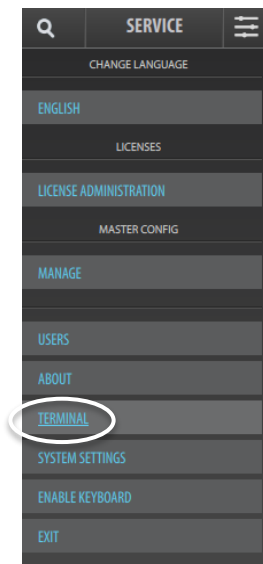 SERVICE
CHANGE LANGUAGE
ENGLISH
LICENSES
LICENSE ADMINISTRATION
MASTER CONFIG
MANAGE
USERS
ABOUT
TERMINAL
SYSTEM SETTINGS
ENABLE KEYBOARD
EXIT